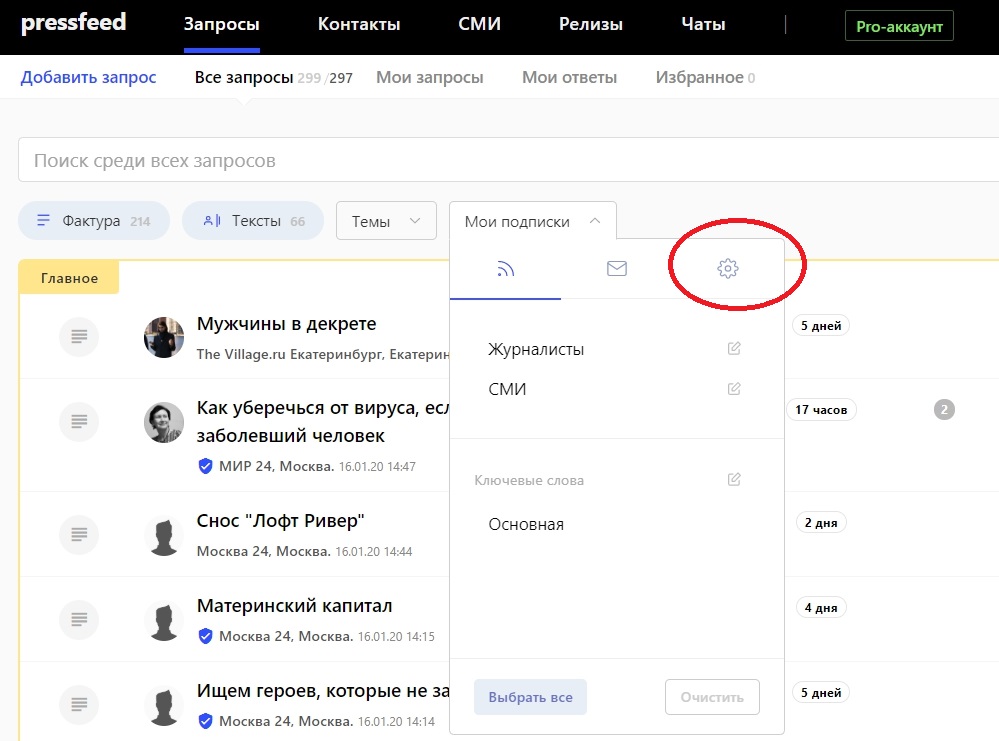 pressfeed Запросы Контакты СМИ Релизы Чаты Pro-аккаунт
Добавить запрос Все запросы 299 / 297 Мои запросы Мои ответы Избранное 0
Поиск среди всех запросов
Фактура 214 Тексты 66 Темы Мои подписки
Главное
Мужчины в декрете 5 дней
The Village.ru Екатеринбург, Екатерин
Журналисты
СМИ
Как уберечься от вируса, есл 17 часов 2
заболевший человек
МИР 24, Москва. 16.01.20 14:47
Ключевые слова
Снос "Лофт Ривер" Основная 2 дня
Москва 24, Москва. 16.01.20 14:44
Материнский капитал 4 дня
Москва 24, Москва. 16.01.20 14:15
Ищем героев, которые не за Выбрать все Очистить 5 дней
Москва 24, Москва. 16.01.20 14:14